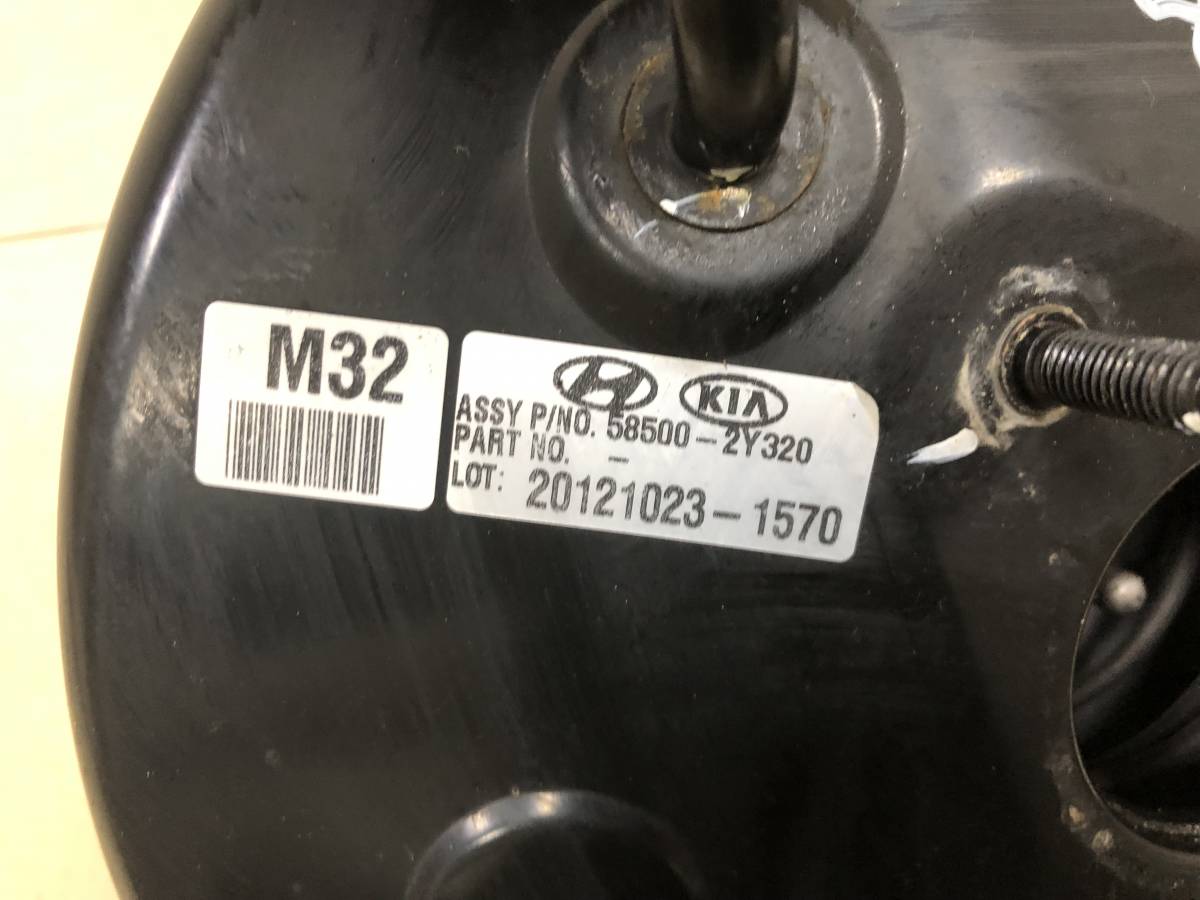 M32
KIA
ASSY P/NO. 58500-2Y320
PART NO. -
LOT: 20121023-1570